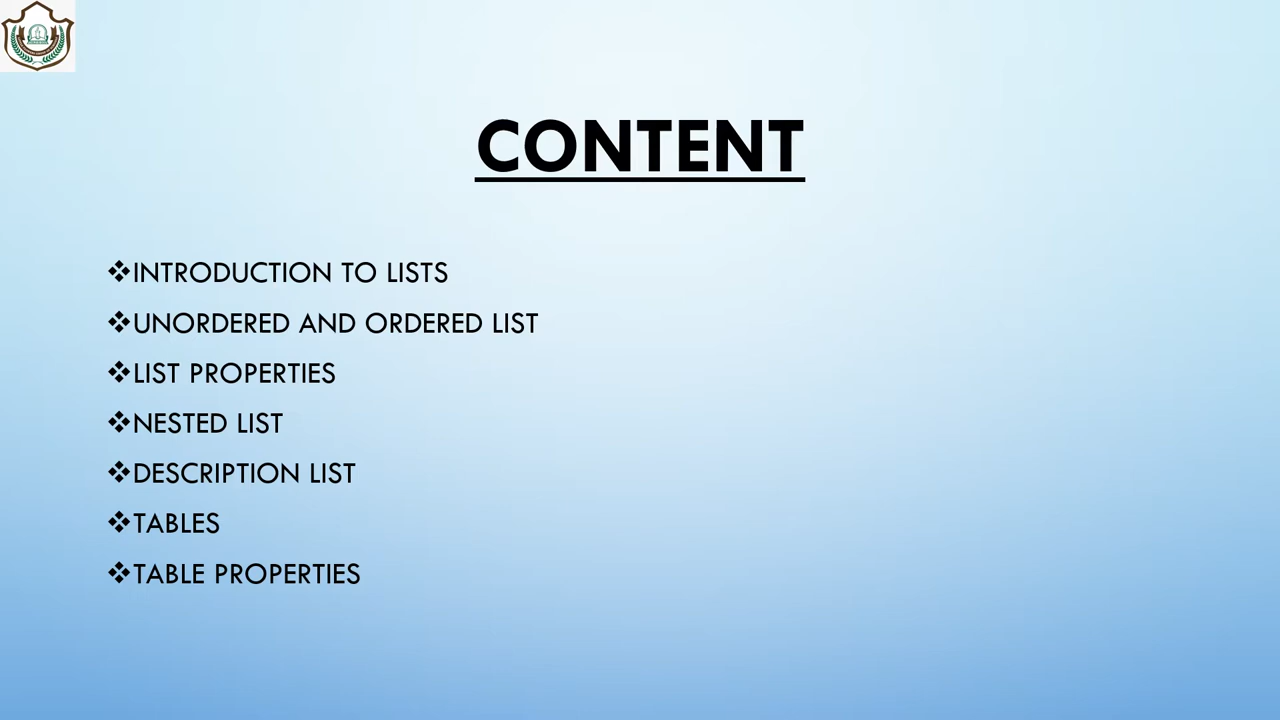 CONTENT
❖INTRODUCTION TO LISTS
❖UNORDERED AND ORDERED LIST
❖LIST PROPERTIES
❖NESTED LIST
❖DESCRIPTION LIST
❖TABLES
❖TABLE PROPERTIES